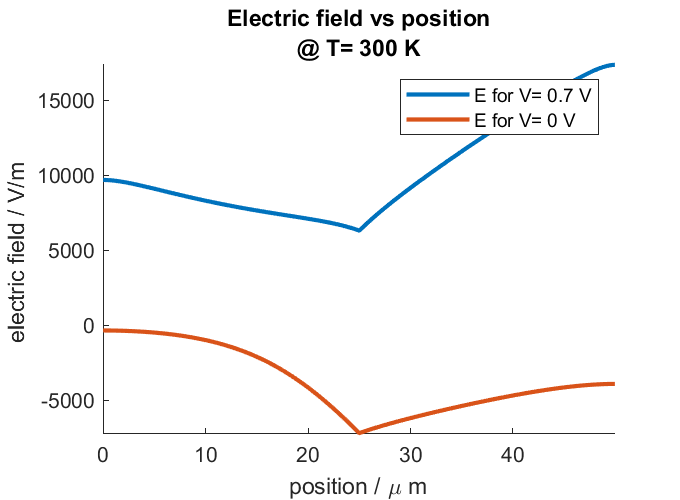 Electric field vs position
@ T= 300 K
15000
10000
5000
0
-5000
electric field / V/m
E for V= 0.7 V
E for V= 0 V
0
10
20
30
40
position / μ m